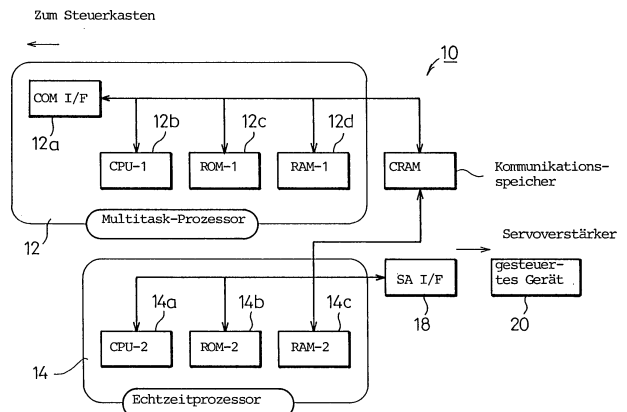 Zum Steuerkasten
10
COM I/F
12a
12b
12c
12d
CPU-1
ROM-1
RAM-1
CRAM
Kommunikations-
speicher
12
Multitask-Prozessor
Servoverstärker
SA I/F
gesteuer-
tes Gerät
14a
14b
14c
18
20
CPU-2
ROM-2
RAM-2
14
Echtzeitprozessor